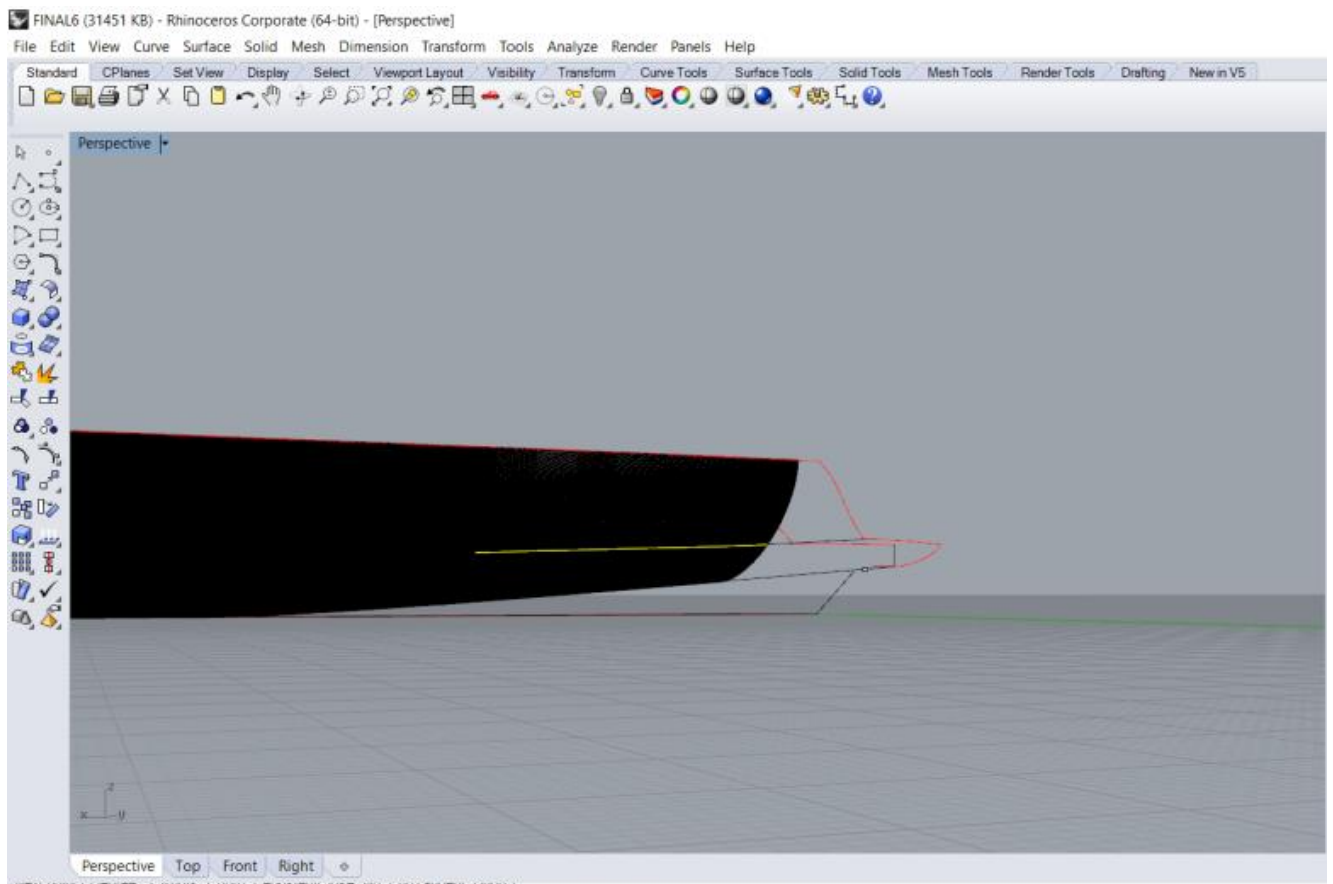 FINAL6 (31451 KB) - Rhinoceros Corporate (64-bit) - [Perspective]
File Edit View Curve Surface Solid Mesh Dimension Transform Tools Analyze Render Panels Help
Standard CPlanes Set View Display Select Viewport Layout Visibility Transform Curve Tools Surface Tools Solid Tools Mesh Tools Render Tools Drafting New in V5
Perspective
z
x y
Perspective Top Front Right